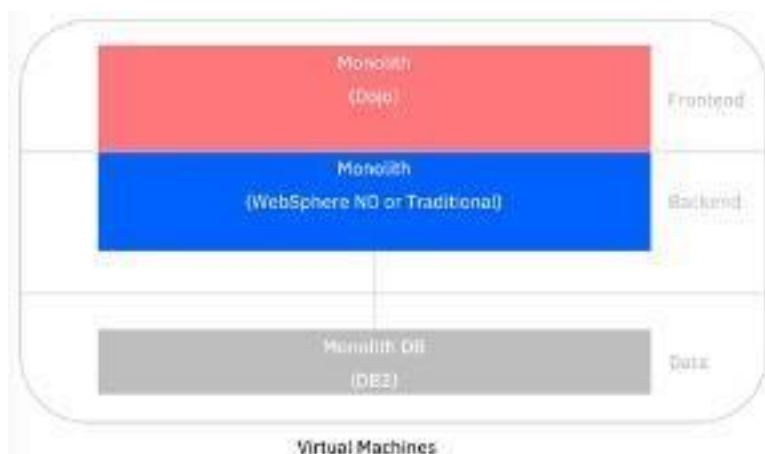 Monolith
(Dojo)
Frontend
Monolith
(WebSphere ND or Traditional)
Backend
Monolith DB
(DB2)
Data
Virtual Machines